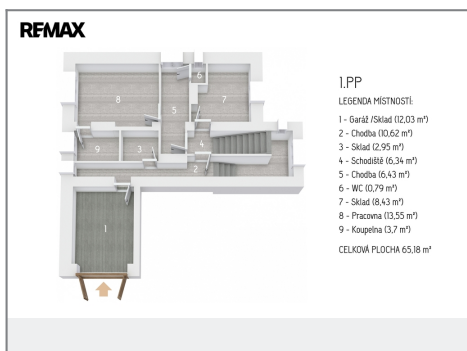 RE/MAX
8
5
6
7
9
3
4
2
1
1.PP
LEGENDA MÍSTNOSTÍ:
1 - Garáž /Sklad (12,03 m²)
2 - Chodba (10,62 m²)
3 - Sklad (2,95 m²)
4 - Schodiště (6,34 m²)
5 - Chodba (6,43 m²)
6 - WC (0,79 m²)
7 - Sklad (8,43 m²)
8 - Pracovna (13,55 m²)
9 - Koupelna (3,7 m²)
CELKOVÁ PLOCHA 65,18 m²